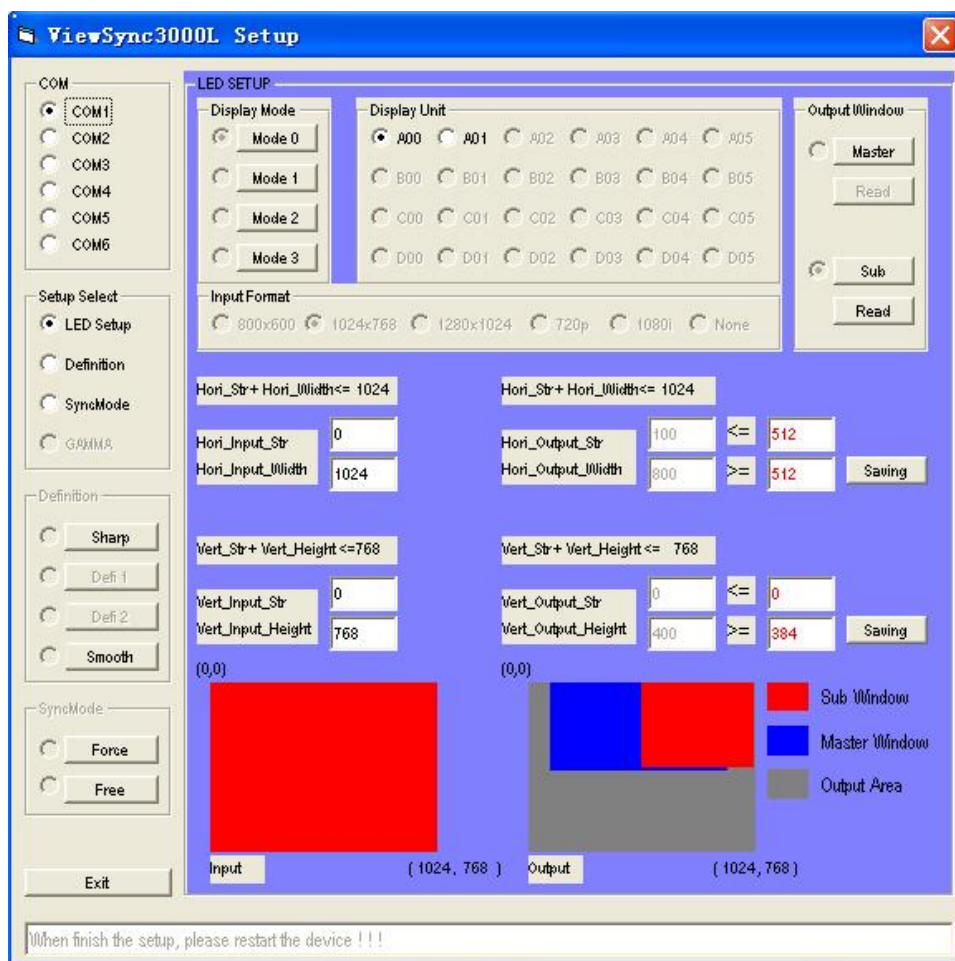 ViewSync3000L Setup
COM
COM1
COM2
COM3
COM4
COM5
COM6
Setup Select
LED Setup
Definition
SyncMode
GAMMA
Definition
Sharp
Defi 1
Defi 2
Smooth
SyncMode
Force
Free
Exit
LED SETUP
Display Mode
Mode 0
Mode 1
Mode 2
Mode 3
Display Unit
A00 A01 A02 A03 A04 A05
B00 B01 B02 B03 B04 B05
C00 C01 C02 C03 C04 C05
D00 D01 D02 D03 D04 D05
Output Window
Master
Read
Sub
Read
Input Format
800x600 1024x768 1280x1024 720p 1080i None
Hori_Str+ Hori_Width<= 1024
Hori_Input_Str 0
Hori_Input_Width 1024
Hori_Str+ Hori_Width<= 1024
Hori_Output_Str 100 <= 512
Hori_Output_Width 800 >= 512 Saving
Vert_Str+ Vert_Height<=768
Vert_Input_Str 0
Vert_Input_Height 768
Vert_Str+ Vert_Height<= 768
Vert_Output_Str 0 <= 0
Vert_Output_Height 400 >= 384 Saving
(0,0)
Input (1024, 768 )
(0,0)
Output (1024,768)
Sub Window
Master Window
Output Area
When finish the setup, please restart the device ! ! !